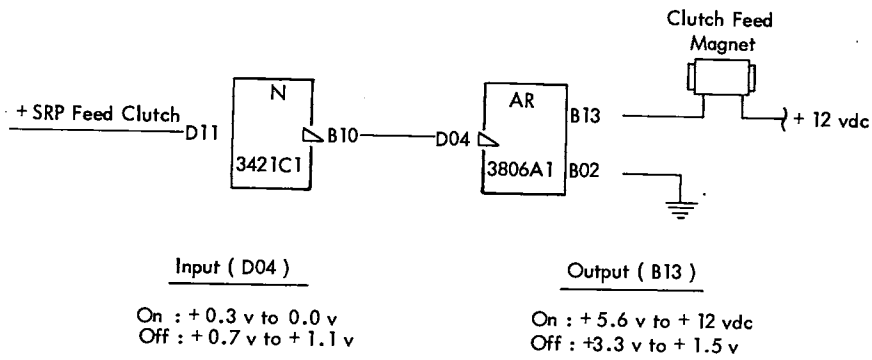 Clutch Feed
Magnet
+ SRP Feed Clutch
D11
N
3421C1
B10
D04
AR
3806A1
B13
B02
+ 12 vdc
Input ( D04 )
On : + 0.3 v to 0.0 v
Off : + 0.7 v to + 1.1 v
Output ( B13 )
On : + 5.6 v to + 12 vdc
Off : +3.3 v to + 1.5 v